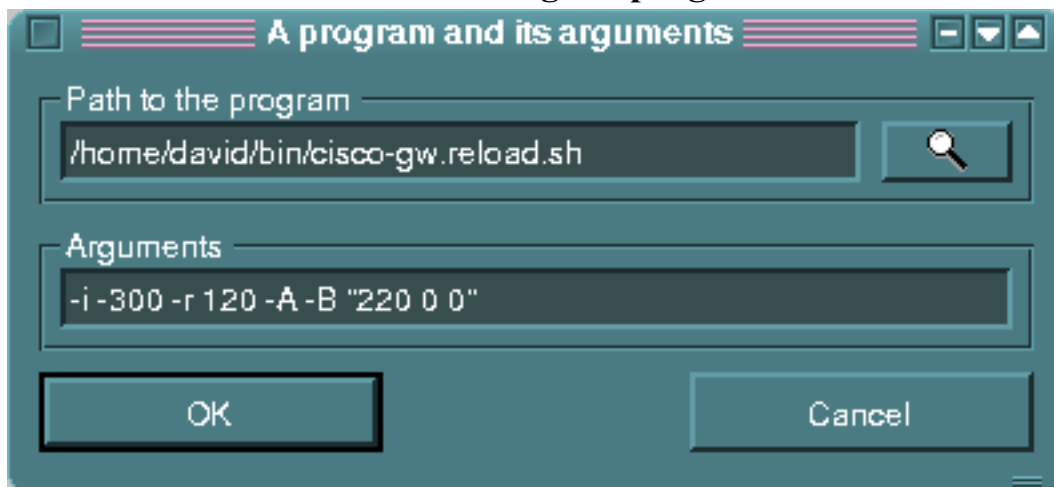 A program and its arguments
Path to the program
/home/david/bin/cisco-gw.reload.sh
Arguments
-i -300 -r 120 -A -B "220 0 0"
OK Cancel